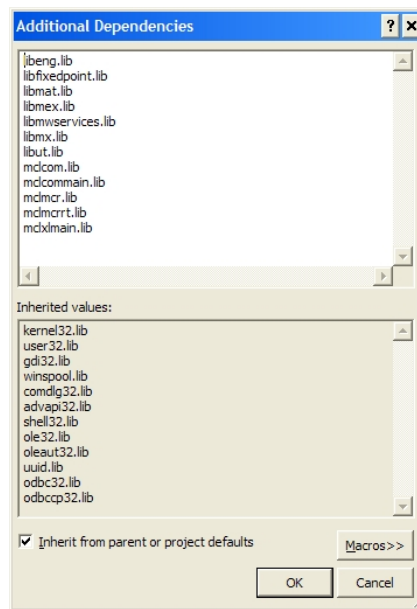 Additional Dependencies
libeng.lib
libfixedpoint.lib
libmat.lib
libmex.lib
libmwservices.lib
libmx.lib
libut.lib
mclcom.lib
mclcommain.lib
mclmcr.lib
mclmcrrt.lib
mclxlmain.lib
Inherited values:
kernel32.lib
user32.lib
gdi32.lib
winspool.lib
comdlg32.lib
advapi32.lib
shell32.lib
ole32.lib
oleaut32.lib
uuid.lib
odbc32.lib
odbccp32.lib
Inherit from parent or project defaults
Macros>>
OK Cancel